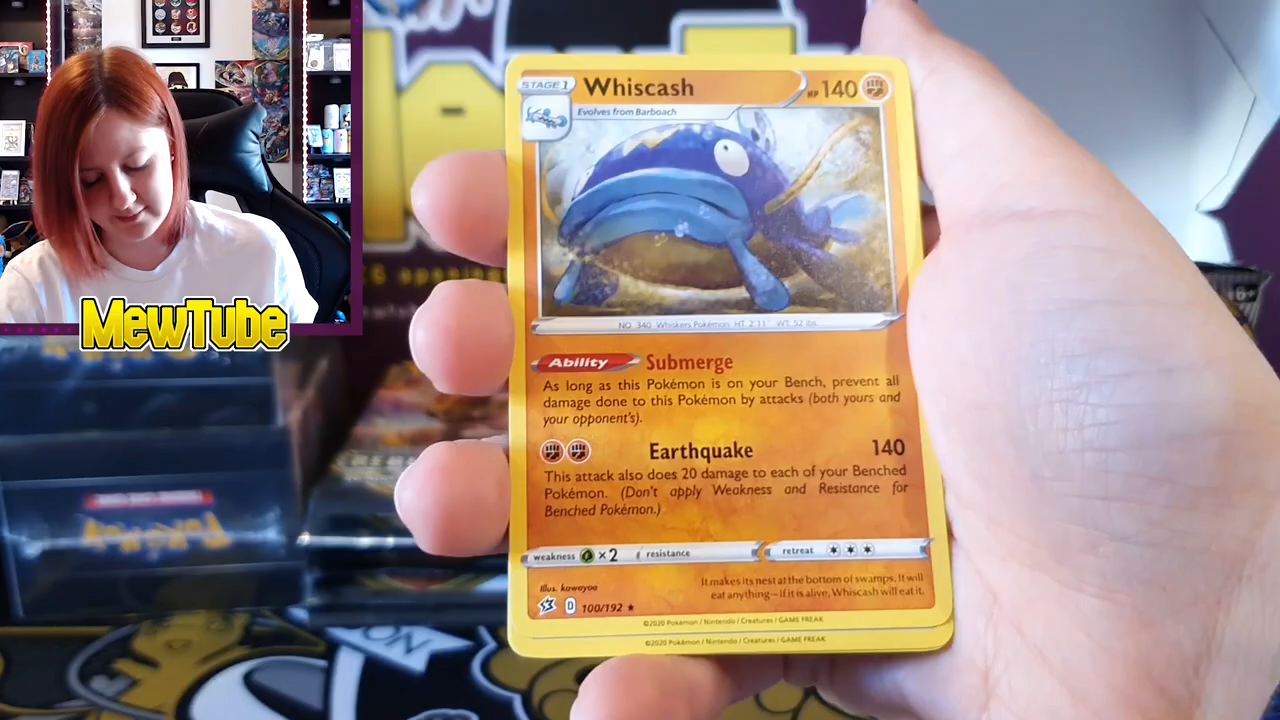 MewTube
STAGE 1
Whiscash
HP 140
Evolves from Barboach
NO. 340 Whiskers Pokémon HT. 2'11" WT. 52 lbs.
Ability Submerge
As long as this Pokémon is on your Bench, prevent all
damage done to this Pokémon by attacks (both yours and
your opponent's).
Earthquake 140
This attack also does 20 damage to each of your Benched
Pokémon. (Don't apply Weakness and Resistance for
Benched Pokémon.)
weakness ×2 resistance retreat
Illus. kawayoo
It makes its nest at the bottom of swamps. It will
eat anything—if it is alive, Whiscash will eat it.
D 100/192 ★
©2020 Pokémon / Nintendo / Creatures / GAME FREAK
©2020 Pokémon / Nintendo / Creatures / GAME FREAK